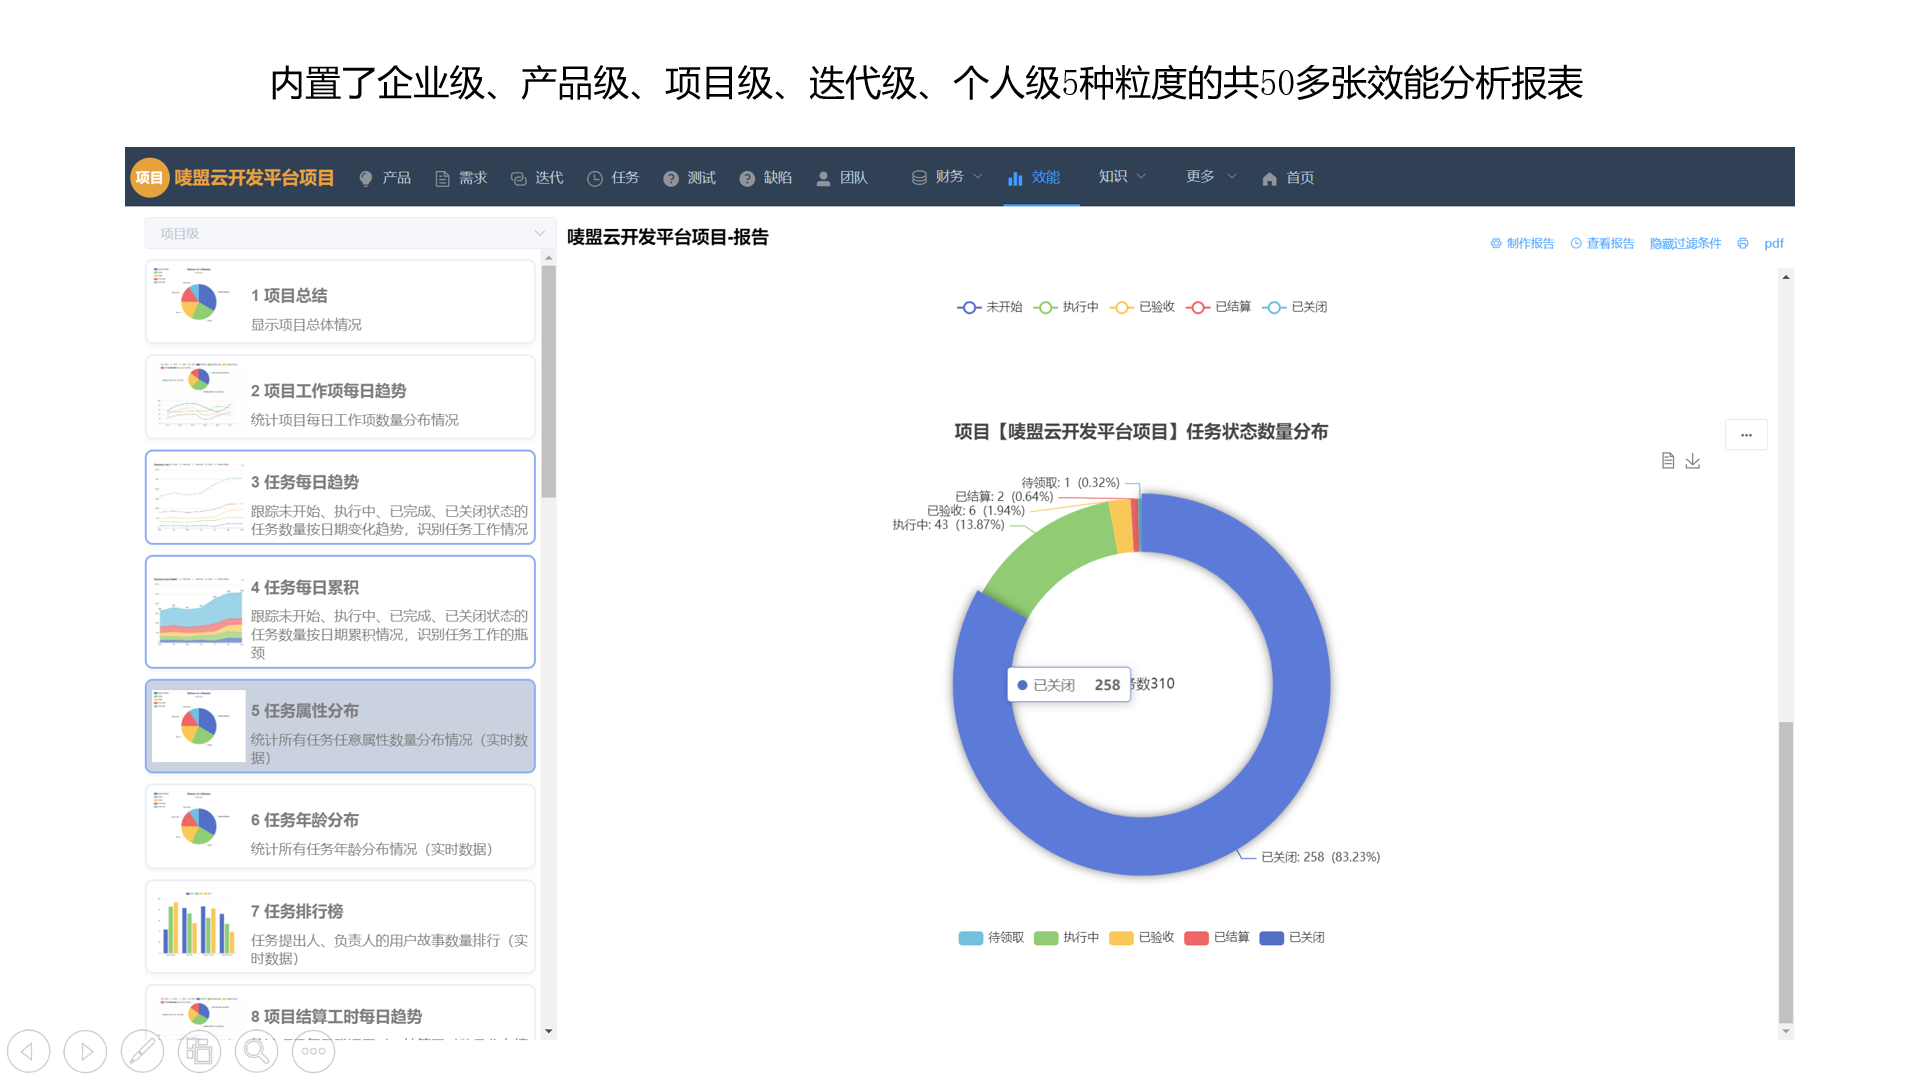 内置了企业级、产品级、项目级、迭代级、个人级5种粒度的共50多张效能分析报表
项目 唛盟云开发平台项目 产品 需求 迭代 任务 测试 缺陷 团队 财务 效能 知识 更多 首页
项目级
唛盟云开发平台项目-报告
制作报告 查看报告 隐藏过滤条件 pdf
1 项目总结
显示项目总体情况
2 项目工作项每日趋势
统计项目每日工作项数量分布情况
3 任务每日趋势
跟踪未开始、执行中、已完成、已关闭状态的
任务数量按日期变化趋势，识别任务工作情况
4 任务每日累积
跟踪未开始、执行中、已完成、已关闭状态的
任务数量按日期累积情况，识别任务工作的瓶
颈
5 任务属性分布
统计所有任务任意属性数量分布情况（实时数
据）
6 任务年龄分布
统计所有任务年龄分布情况（实时数据）
7 任务排行榜
任务提出人、负责人的用户故事数量排行（实
时数据）
8 项目结算工时每日趋势
未开始 执行中 已验收 已结算 已关闭
项目【唛盟云开发平台项目】任务状态数量分布
待领取: 1 (0.32%)
已结算: 2 (0.64%)
已验收: 6 (1.94%)
执行中: 43 (13.87%)
已关闭 258
数310
已关闭: 258 (83.23%)
待领取 执行中 已验收 已结算 已关闭